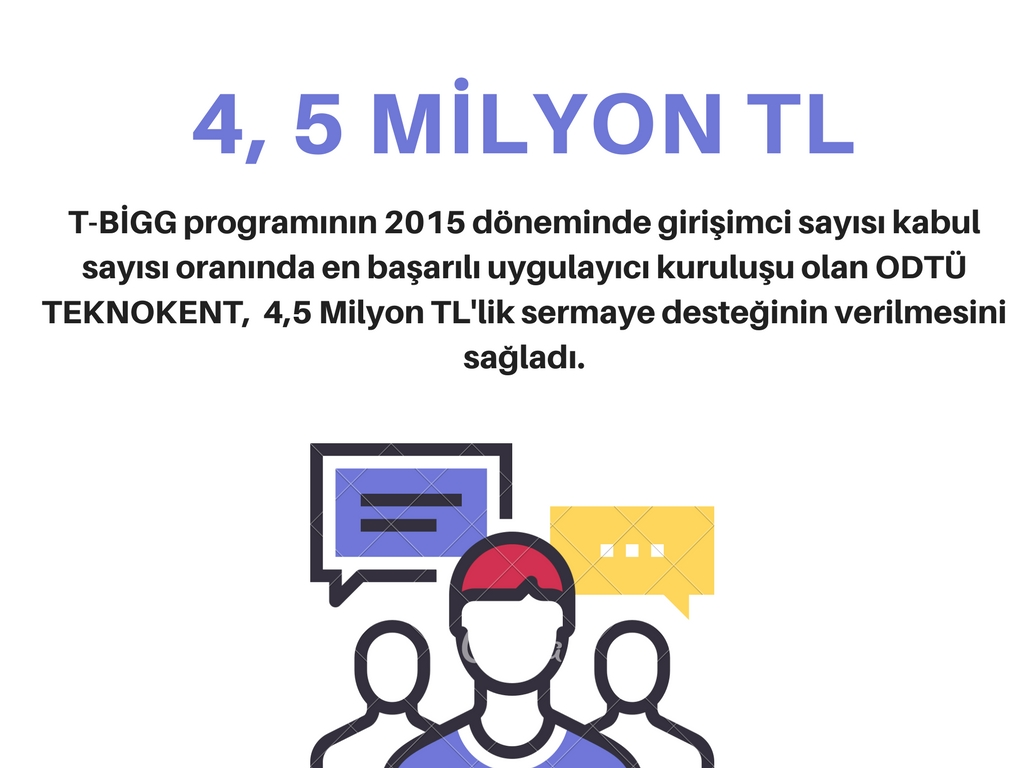 4, 5 MİLYON TL
T-BİGG programının 2015 döneminde girişimci sayısı kabul
sayısı oranında en başarılı uygulayıcı kuruluşu olan ODTÜ
TEKNOKENT,  4,5 Milyon TL'lik sermaye desteğinin verilmesini
sağladı.